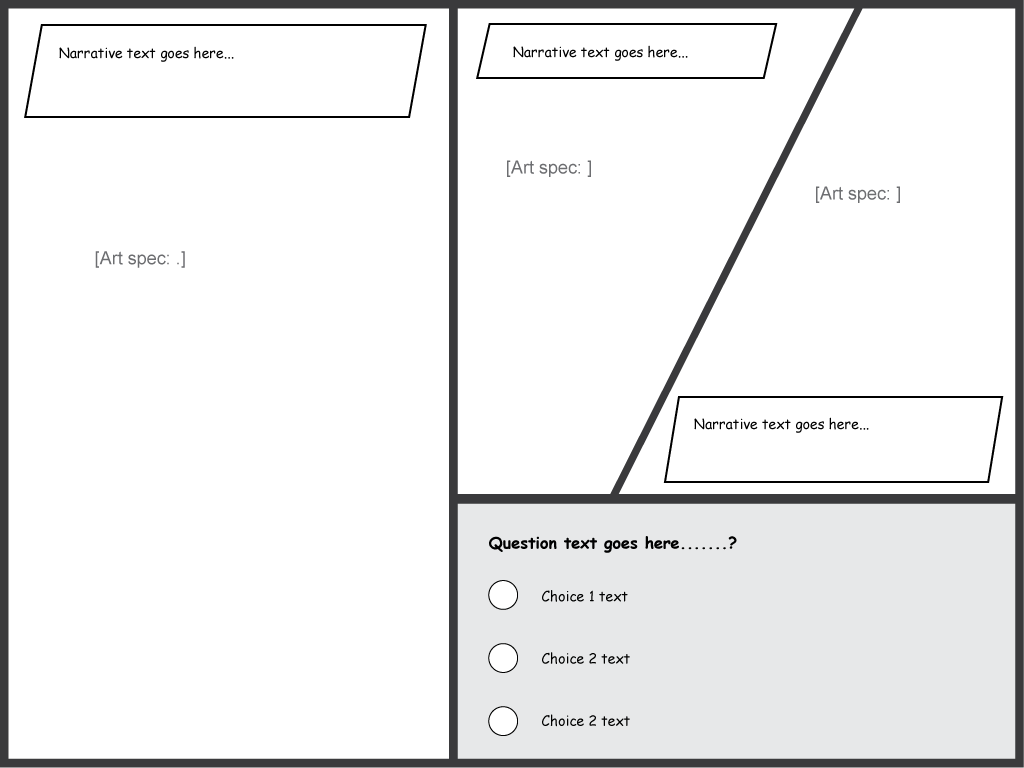 Narrative text goes here...
[Art spec: .]
Narrative text goes here...
[Art spec: ]
[Art spec: ]
Narrative text goes here...
Question text goes here.......?
Choice 1 text
Choice 2 text
Choice 2 text